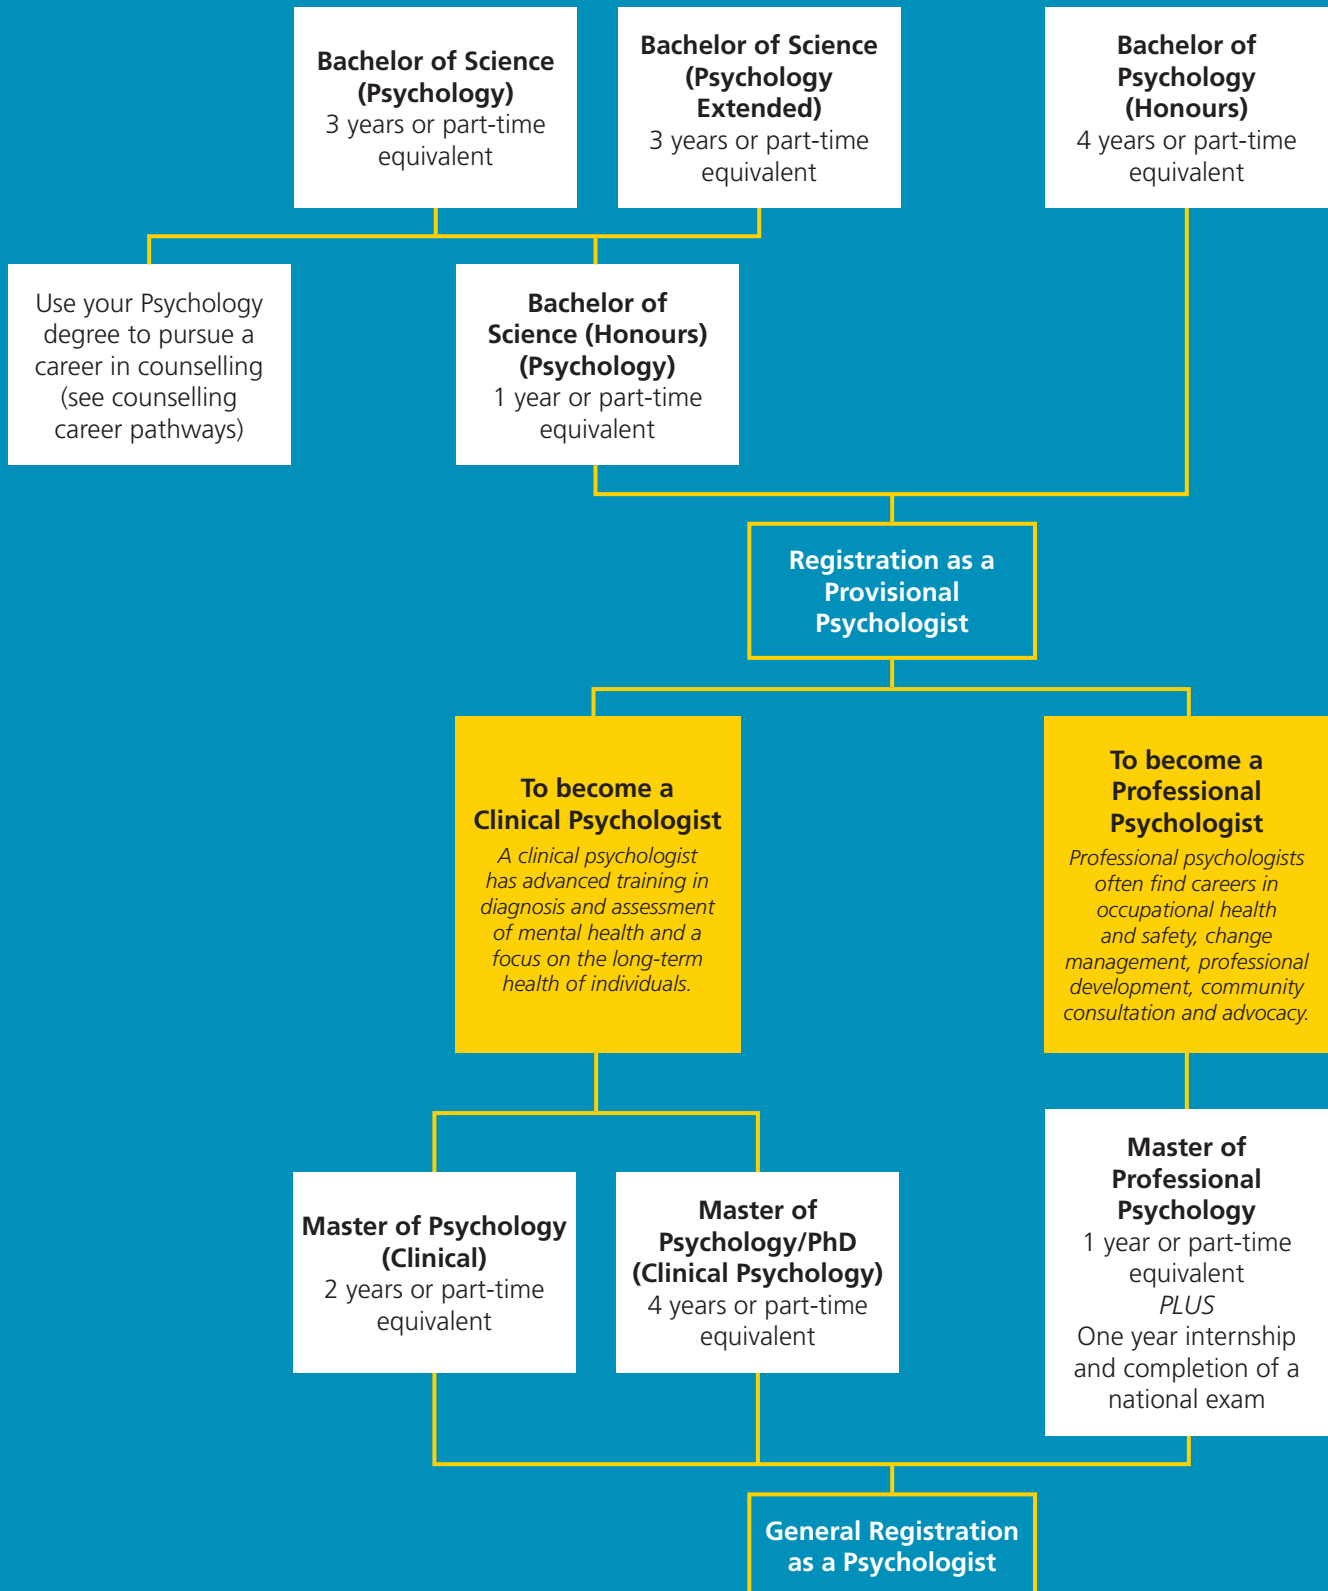 Bachelor of Science
(Psychology)
3 years or part-time
equivalent
Bachelor of Science
(Psychology
Extended)
3 years or part-time
equivalent
Bachelor of
Psychology
(Honours)
4 years or part-time
equivalent
Use your Psychology
degree to pursue a
career in counselling
(see counselling
career pathways)
Bachelor of
Science (Honours)
(Psychology)
1 year or part-time
equivalent
Registration as a
Provisional
Psychologist
To become a
Clinical Psychologist
A clinical psychologist
has advanced training in
diagnosis and assessment
of mental health and a
focus on the long-term
health of individuals.
To become a
Professional
Psychologist
Professional psychologists
often find careers in
occupational health
and safety, change
management, professional
development, community
consultation and advocacy.
Master of Psychology
(Clinical)
2 years or part-time
equivalent
Master of
Psychology/PhD
(Clinical Psychology)
4 years or part-time
equivalent
Master of
Professional
Psychology
1 year or part-time
equivalent
PLUS
One year internship
and completion of a
national exam
General Registration
as a Psychologist